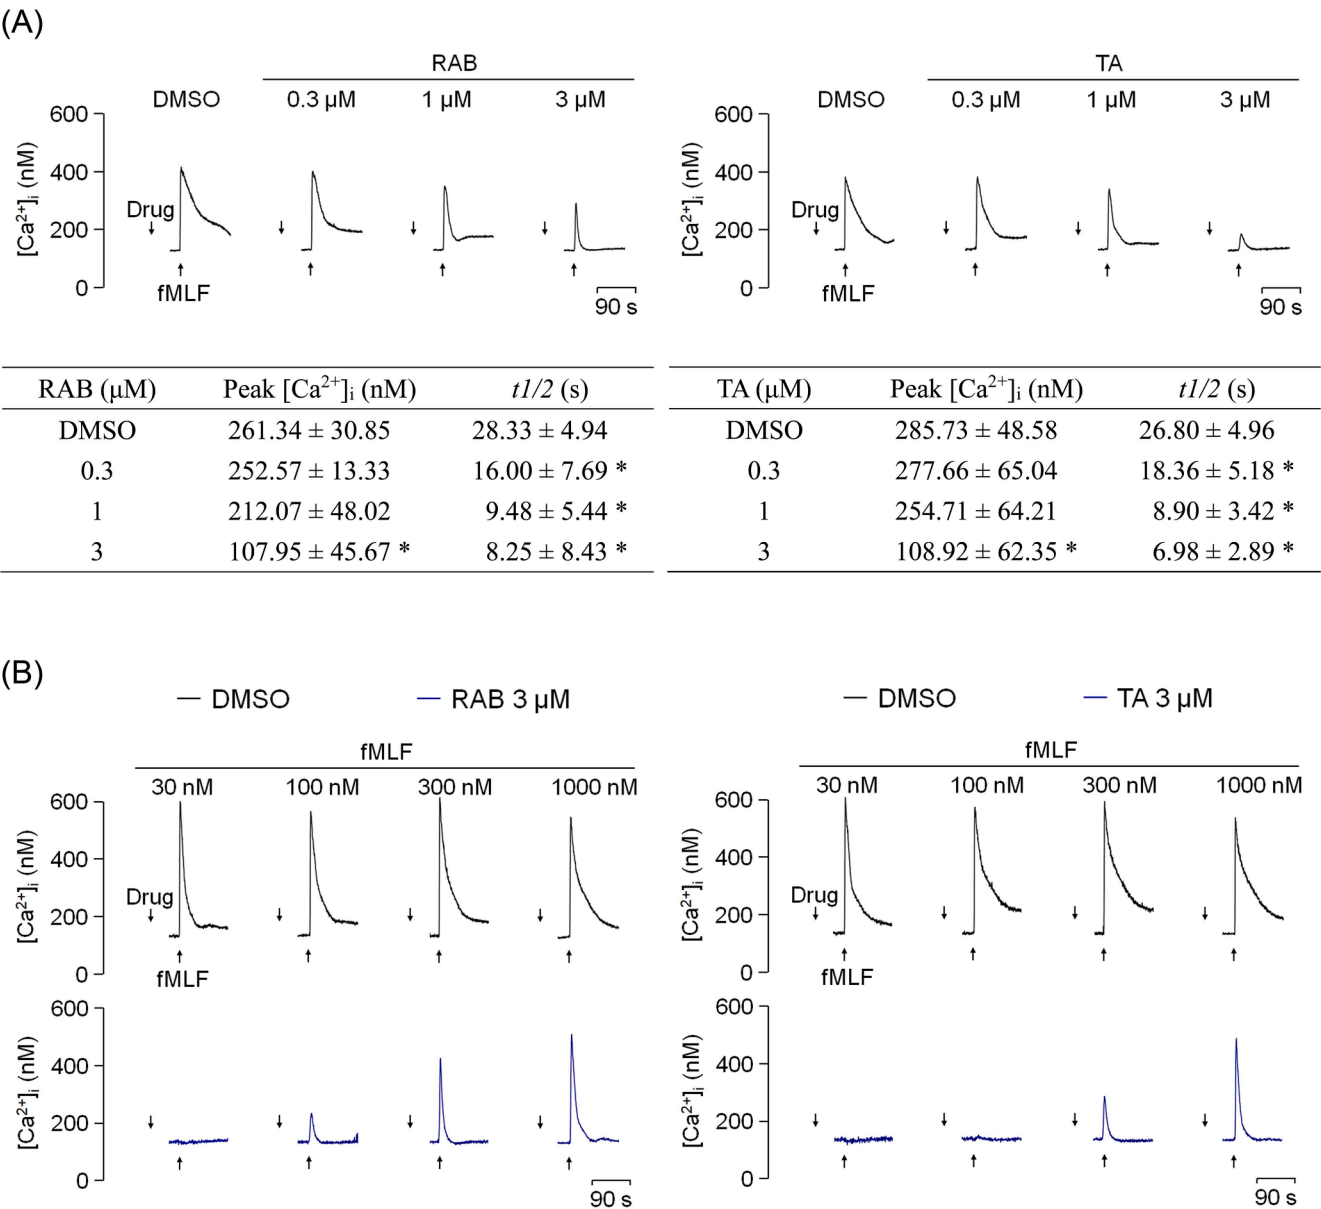 (A)
RAB
DMSO 0.3 μM 1 μM 3 μM
600
400
200
0
[Ca²⁺]ᵢ (nM)
Drug
fMLF
90 s
TA
DMSO 0.3 μM 1 μM 3 μM
600
400
200
0
[Ca²⁺]ᵢ (nM)
Drug
fMLF
90 s
RAB (μM) Peak [Ca²⁺]ᵢ (nM) t1/2 (s)
DMSO 261.34 ± 30.85 28.33 ± 4.94
0.3 252.57 ± 13.33 16.00 ± 7.69 *
1 212.07 ± 48.02 9.48 ± 5.44 *
3 107.95 ± 45.67 * 8.25 ± 8.43 *
TA (μM) Peak [Ca²⁺]ᵢ (nM) t1/2 (s)
DMSO 285.73 ± 48.58 26.80 ± 4.96
0.3 277.66 ± 65.04 18.36 ± 5.18 *
1 254.71 ± 64.21 8.90 ± 3.42 *
3 108.92 ± 62.35 * 6.98 ± 2.89 *
(B)
DMSO RAB 3 μM
fMLF
30 nM 100 nM 300 nM 1000 nM
600
400
200
0
[Ca²⁺]ᵢ (nM)
Drug
fMLF
600
400
200
0
[Ca²⁺]ᵢ (nM)
90 s
DMSO TA 3 μM
fMLF
30 nM 100 nM 300 nM 1000 nM
600
400
200
0
[Ca²⁺]ᵢ (nM)
Drug
fMLF
600
400
200
0
[Ca²⁺]ᵢ (nM)
90 s